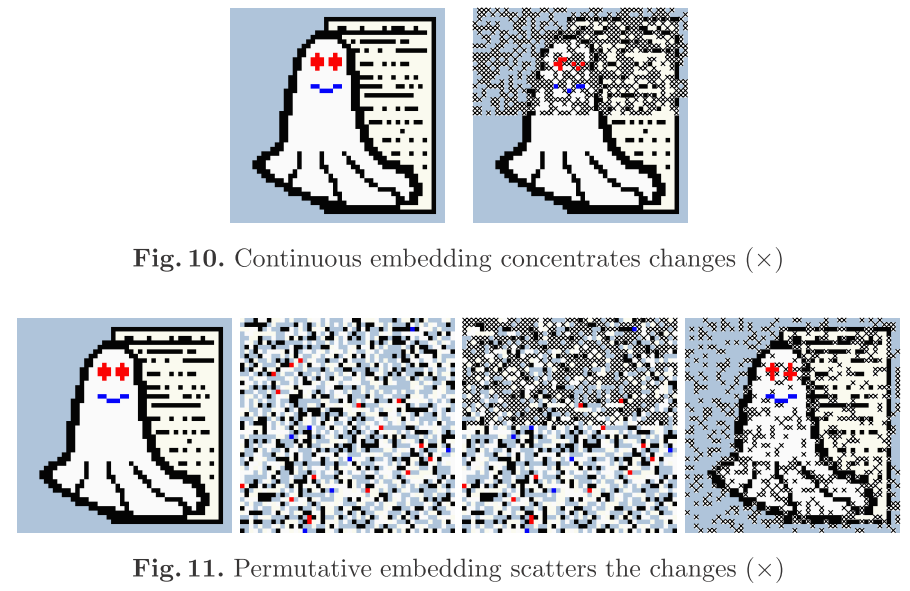 Fig. 10. Continuous embedding concentrates changes (×)
Fig. 11. Permutative embedding scatters the changes (×)